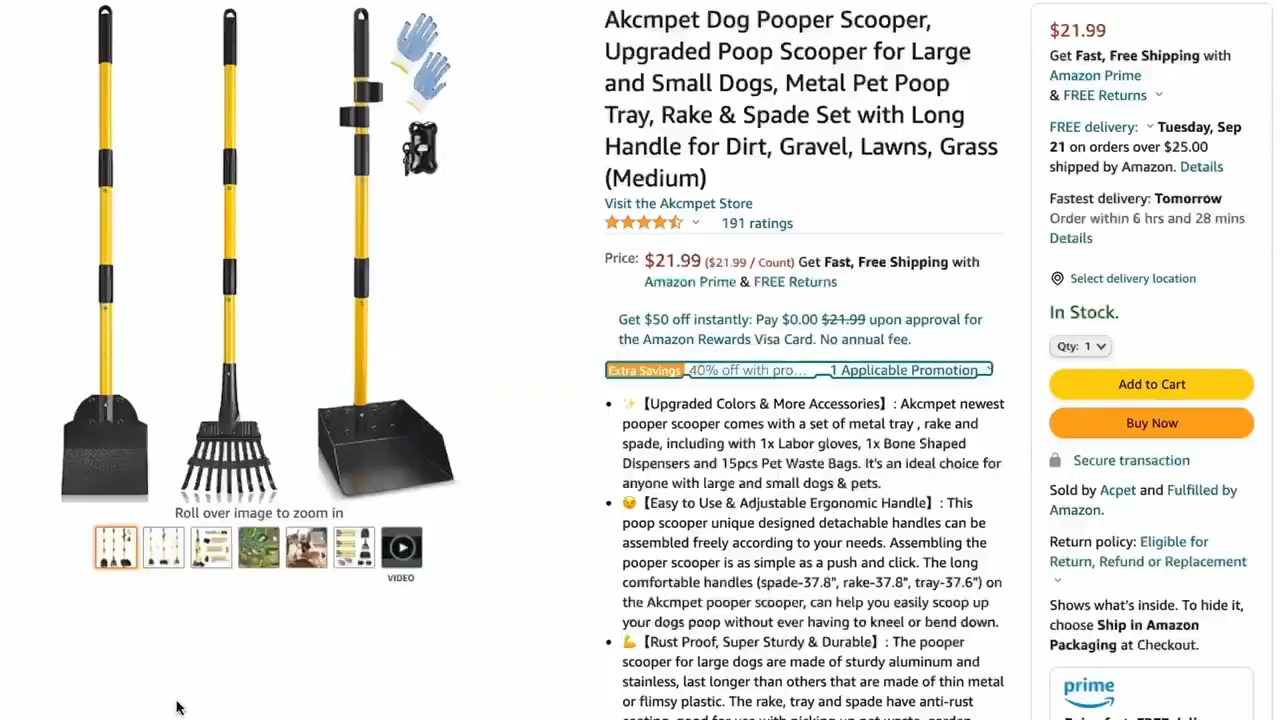 Akcmpet Dog Pooper Scooper,
Upgraded Poop Scooper for Large
and Small Dogs, Metal Pet Poop
Tray, Rake & Spade Set with Long
Handle for Dirt, Gravel, Lawns, Grass
(Medium)
Visit the Akcmpet Store
191 ratings
Price: $21.99 ($21.99 / Count) Get Fast, Free Shipping with
Amazon Prime & FREE Returns
Get $50 off instantly: Pay $0.00 $21.99 upon approval for
the Amazon Rewards Visa Card. No annual fee.
Extra Savings 40% off with pro... 1 Applicable Promotion
• ✨【Upgraded Colors & More Accessories】: Akcmpet newest
pooper scooper comes with a set of metal tray , rake and
spade, including with 1x Labor gloves, 1x Bone Shaped
Dispensers and 15pcs Pet Waste Bags. It's an ideal choice for
anyone with large and small dogs & pets.
• 😉【Easy to Use & Adjustable Ergonomic Handle】: This
poop scooper unique designed detachable handles can be
assembled freely according to your needs. Assembling the
pooper scooper is as simple as a push and click. The long
comfortable handles (spade-37.8", rake-37.8", tray-37.6") on
the Akcmpet pooper scooper, can help you easily scoop up
your dogs poop without ever having to kneel or bend down.
• 💪【Rust Proof, Super Sturdy & Durable】: The pooper
scooper for large dogs are made of sturdy aluminum and
stainless, last longer than others that are made of thin metal
or flimsy plastic. The rake, tray and spade have anti-rust
Roll over image to zoom in
VIDEO
$21.99
Get Fast, Free Shipping with
Amazon Prime
& FREE Returns
FREE delivery: Tuesday, Sep
21 on orders over $25.00
shipped by Amazon. Details
Fastest delivery: Tomorrow
Order within 6 hrs and 28 mins
Details
Select delivery location
In Stock.
Qty: 1
Add to Cart
Buy Now
Secure transaction
Sold by Acpet and Fulfilled by
Amazon.
Return policy: Eligible for
Return, Refund or Replacement
Shows what's inside. To hide it,
choose Ship in Amazon
Packaging at Checkout.
prime